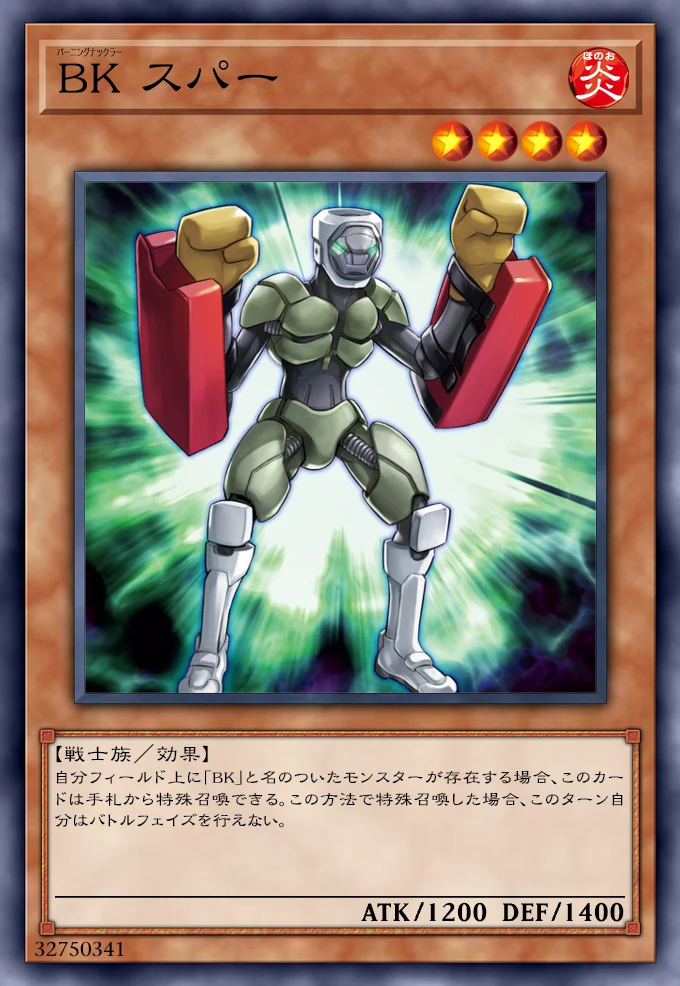 バーニングナックラー
BK スパー
ほのお
炎
【戦士族／効果】
自分フィールド上に「BK」と名のついたモンスターが存在する場合、このカー
ドは手札から特殊召喚できる。この方法で特殊召喚した場合、このターン自
分はバトルフェイズを行えない。
ATK/1200 DEF/1400
32750341